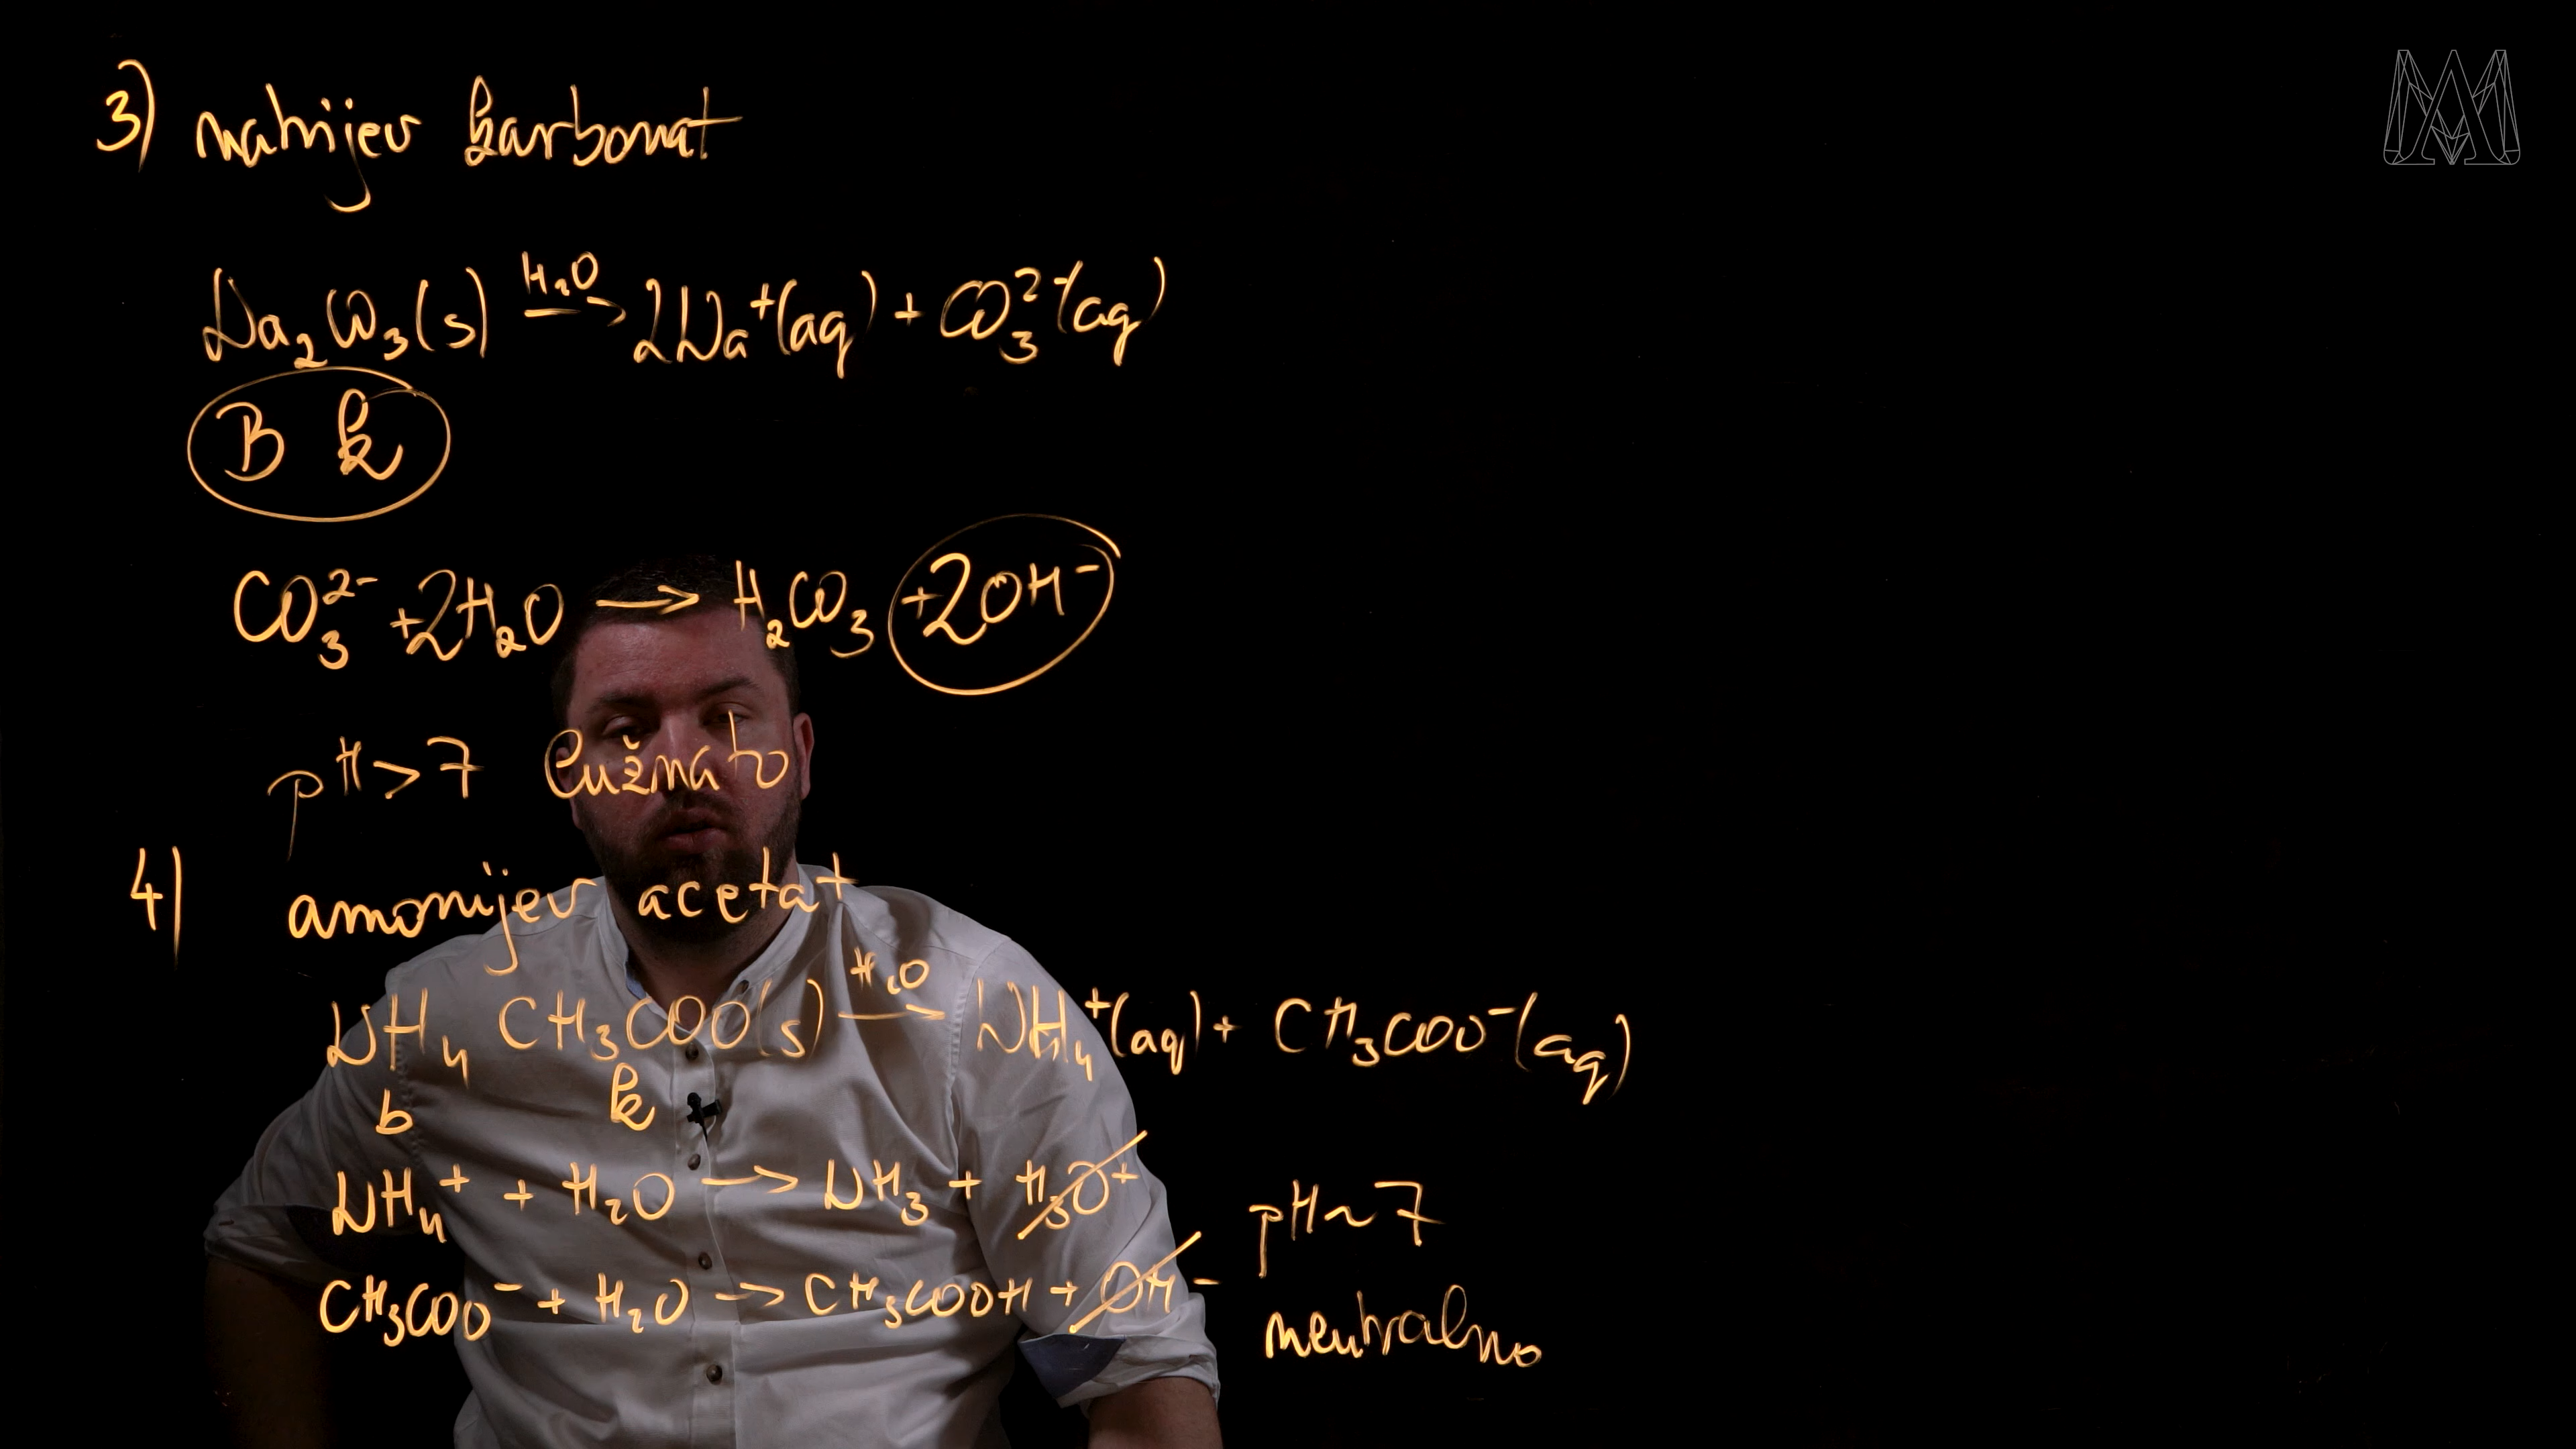 3) natrijev karbonat
Na₂CO₃(s) H₂O → 2Na⁺(aq) + CO₃²⁻(aq)
B k
CO₃²⁻ + 2H₂O → H₂CO₃ + 2OH⁻
pH > 7 lužnato
4) amonijev acetat
NH₄CH₃COO(s) H₂O → NH₄⁺(aq) + CH₃COO⁻(aq)
b k
NH₄⁺ + H₂O → NH₃ + H₃O⁺
pH ~ 7
CH₃COO⁻ + H₂O → CH₃COOH + OH⁻
neutralno